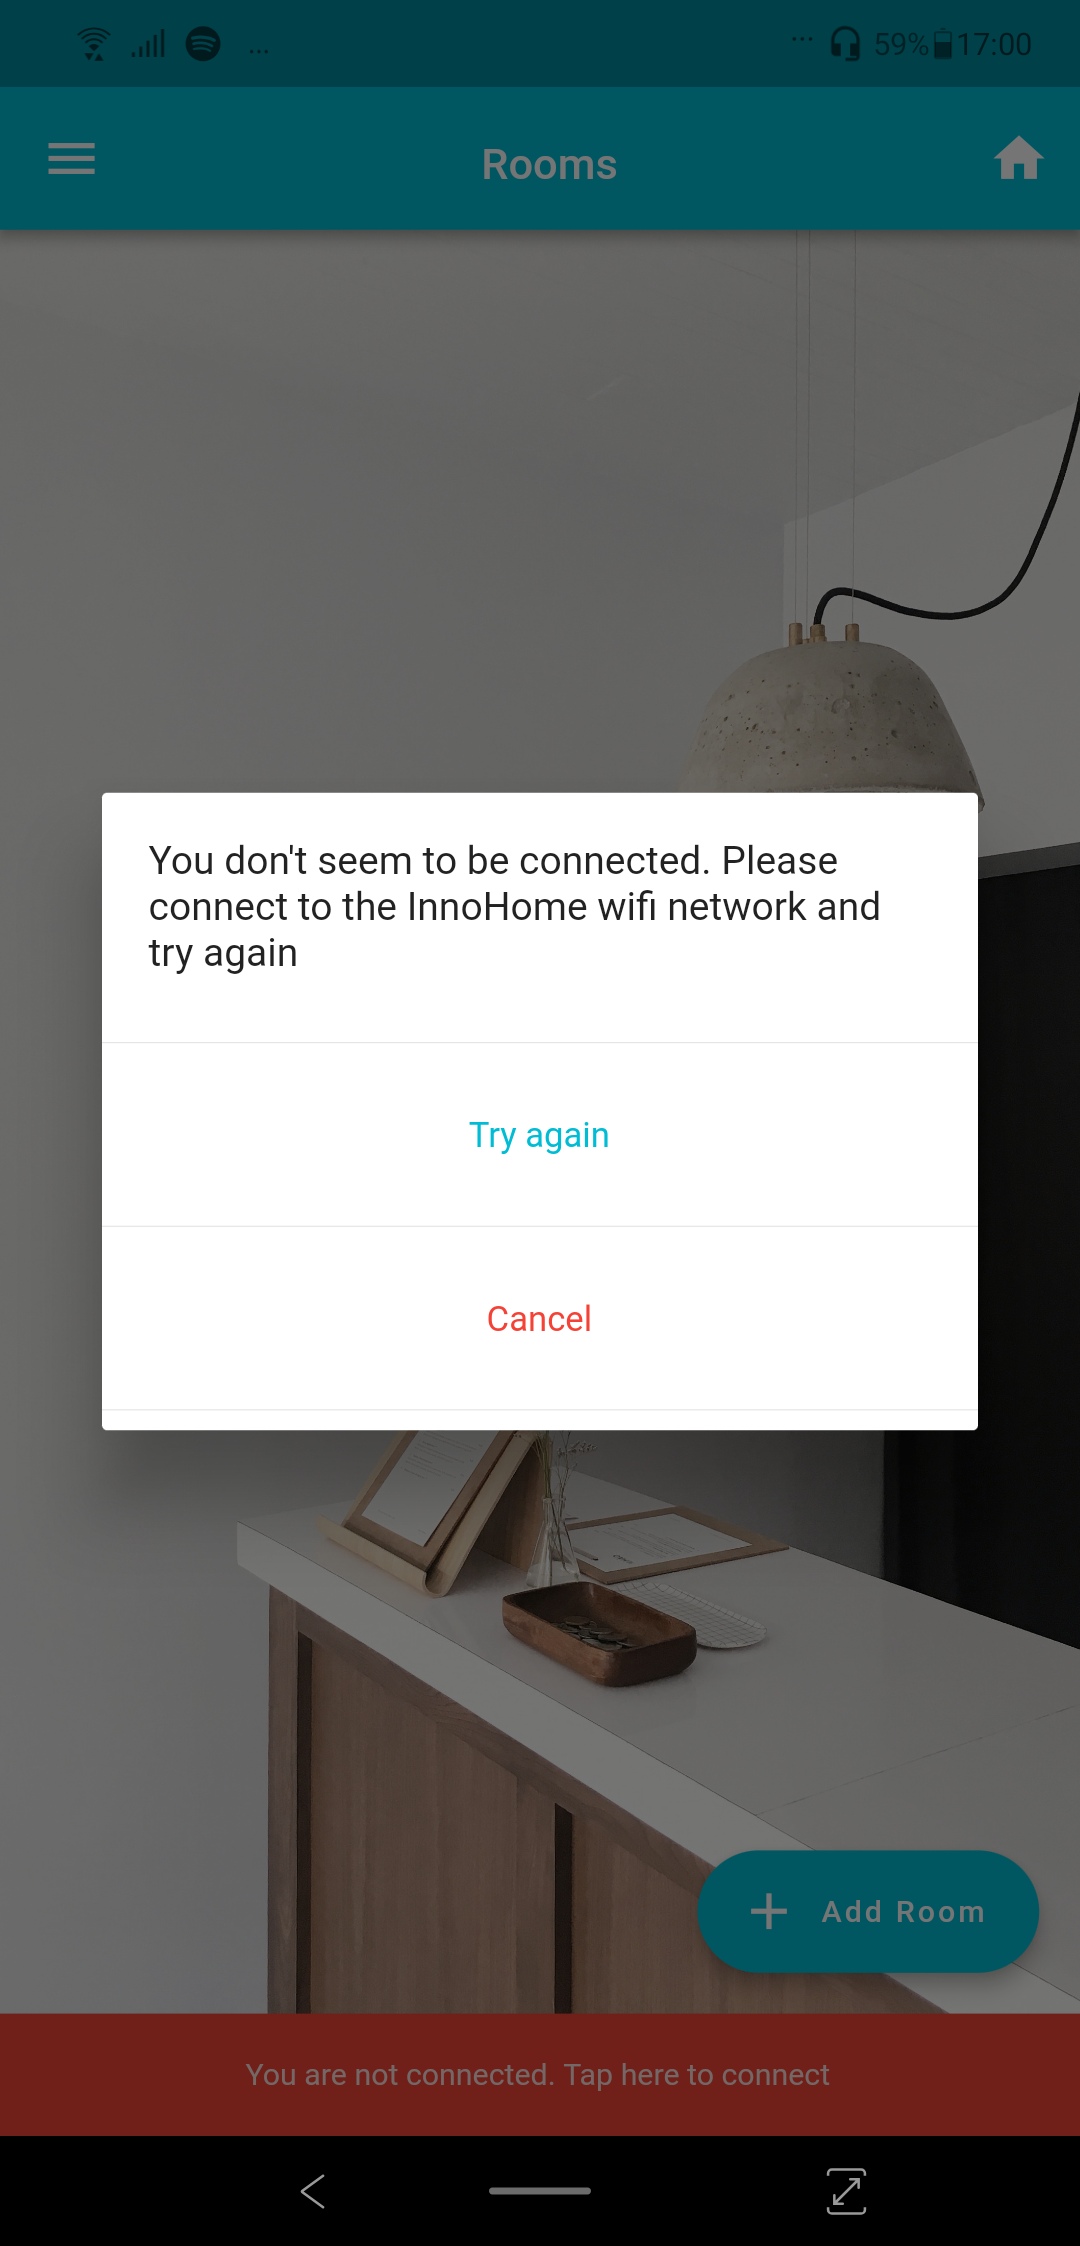 ... ... 59% 17:00
Rooms
You don't seem to be connected. Please
connect to the InnoHome wifi network and
try again
Try again
Cancel
Add Room
You are not connected. Tap here to connect